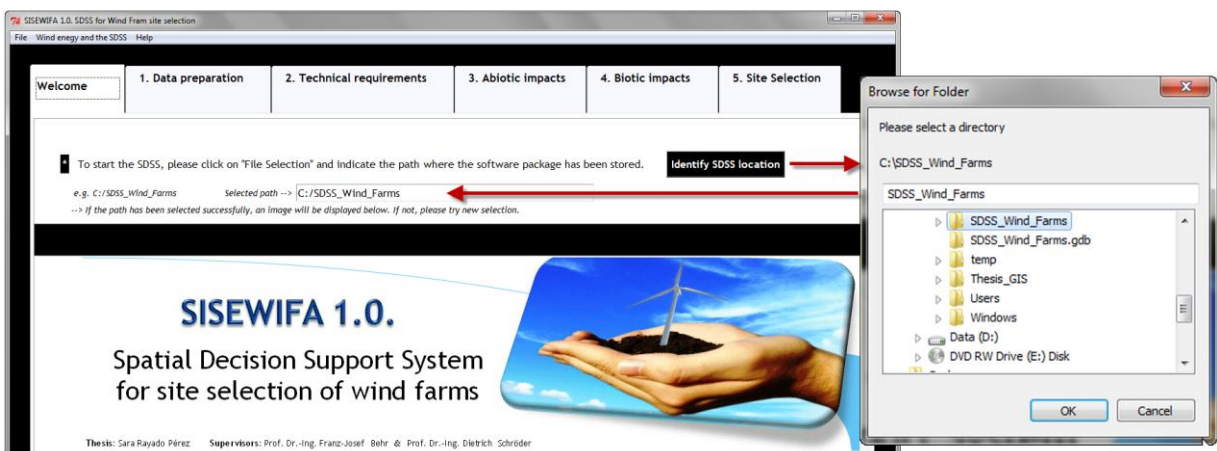 SISEWIFA 1.0. SDSS for Wind Fram site selection
File Wind enegy and the SDSS Help
Welcome
1. Data preparation
2. Technical requirements
3. Abiotic impacts
4. Biotic impacts
5. Site Selection
* To start the SDSS, please click on "File Selection" and indicate the path where the software package has been stored.
Identify SDSS location
e.g. C:/SDSS_Wind_Farms Selected path --> C:/SDSS_Wind_Farms
--> If the path has been selected successfully, an image will be displayed below. If not, please try new selection.
SISEWIFA 1.0.
Spatial Decision Support System
for site selection of wind farms
Thesis: Sara Rayado Pérez Supervisors: Prof. Dr.-Ing. Franz-Josef Behr & Prof. Dr.-Ing. Dietrich Schröder
Browse for Folder
Please select a directory
C:\SDSS_Wind_Farms
SDSS_Wind_Farms
SDSS_Wind_Farms
SDSS_Wind_Farms.gdb
temp
Thesis_GIS
Users
Windows
Data (D:)
DVD RW Drive (E:) Disk
OK Cancel